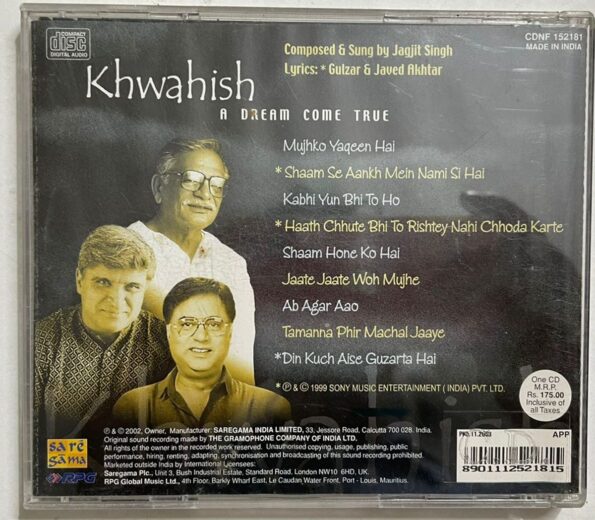 COMPACT
disc
DIGITAL AUDIO
CDNF 152181
MADE IN INDIA
Composed & Sung by Jagjit Singh
Lyrics: * Gulzar & Javed Akhtar
Khwahish
A DREAM COME TRUE
Mujhko Yaqeen Hai
* Shaam Se Aankh Mein Nami Si Hai
Kabhi Yun Bhi To Ho
* Haath Chhute Bhi To Rishtey Nahi Chhoda Karte
Shaam Hone Ko Hai
Jaate Jaate Woh Mujhe
Ab Agar Aao
Tamanna Phir Machal Jaaye
* Din Kuch Aise Guzarta Hai
* ℗ & © 1999 SONY MUSIC ENTERTAINMENT ( INDIA) PVT. LTD.
One CD
M.R.P.
Rs. 175.00
Inclusive of
all Taxes
℗ & © 2002, Owner, Manufacturer: SAREGAMA INDIA LIMITED, 33, Jessore Road, Calcutta 700 028. India.
Original sound recording made by THE GRAMOPHONE COMPANY OF INDIA LTD.
All rights of the owner in the recorded work reserved. Unauthorised copying, usage, publishing, public
performance, hiring, renting, adapting, synchronisation and broadcasting of this sound recording prohibited.
Marketed outside India by International Licensees:
Saregama Plc., Unit 3, Bush Industrial Estate, Standard Road. London NW10 6HD, UK.
RPG Global Music Ltd., 4th Floor, Barkly Wharf East, Le Caudan Water Front, Port - Louis, Mauritius.
sa rē
ga ma
RPG
PKD.11.2003
APP
8901112521815